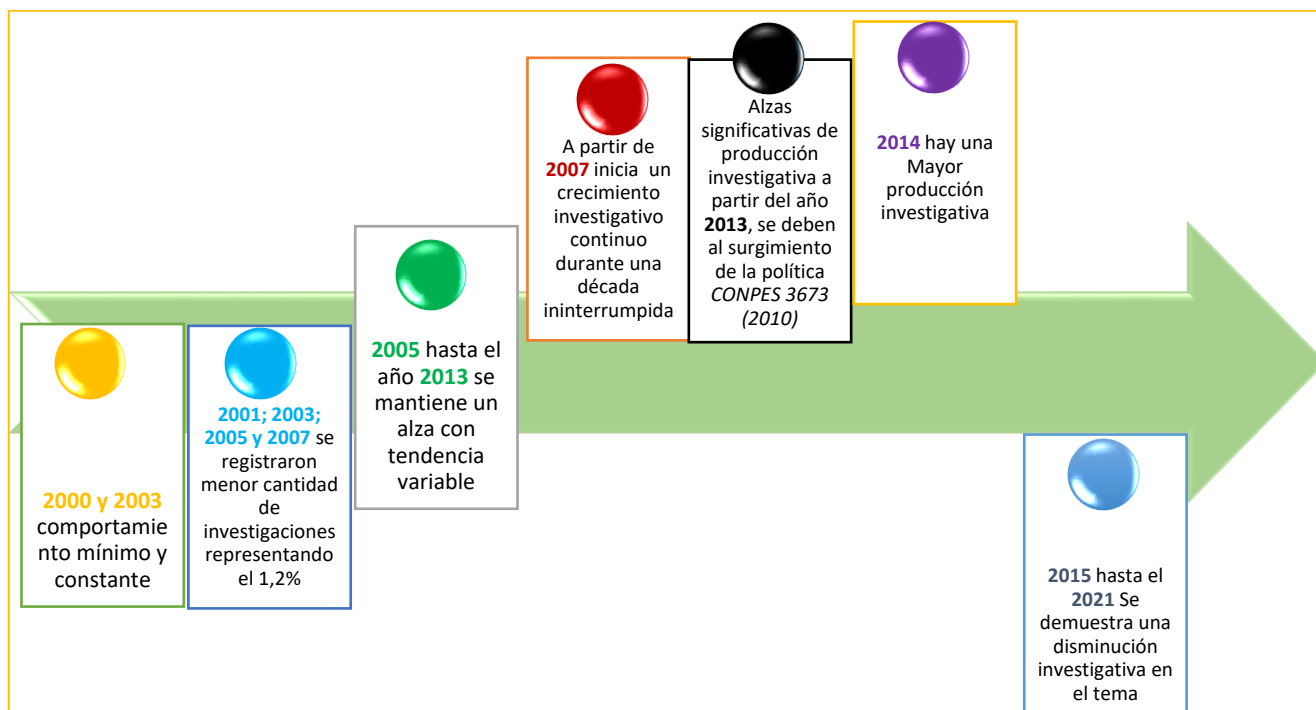 2000 y 2003
comportamie
nto mínimo y
constante
2001; 2003;
2005 y 2007 se
registraron
menor cantidad
de
investigaciones
representando
el 1,2%
2005 hasta el
año 2013 se
mantiene un
alza con
tendencia
variable
A partir de
2007 inicia un
crecimiento
investigativo
continuo
durante una
década
ininterrumpida
Alzas
significativas de
producción
investigativa a
partir del año
2013, se deben
al surgimiento
de la política
CONPES 3673
(2010)
2014 hay una
Mayor
producción
investigativa
2015 hasta el
2021 Se
demuestra una
disminución
investigativa en
el tema